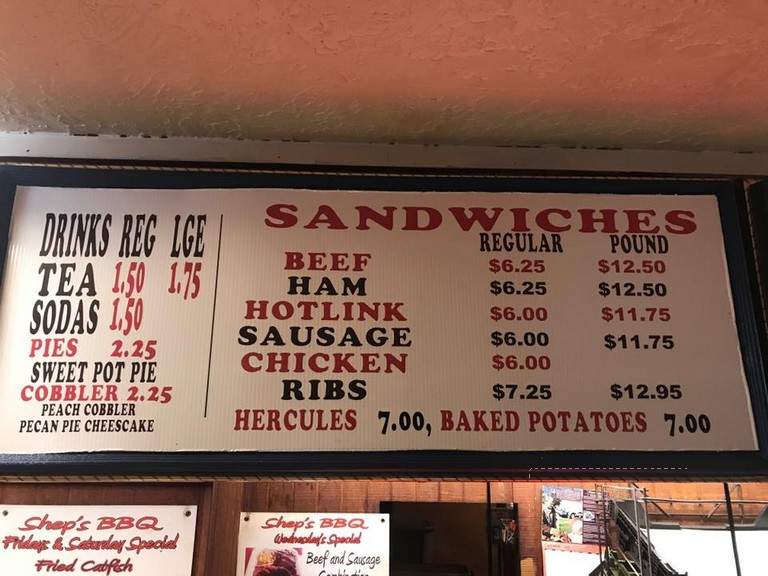 DRINKS REG LGE
TEA 1.50 1.75
SODAS 1.50
PIES 2.25
SWEET POT PIE
COBBLER 2.25
PEACH COBBLER
PECAN PIE CHEESCAKE
SANDWICHES
REGULAR POUND
BEEF $6.25 $12.50
HAM $6.25 $12.50
HOTLINK $6.00 $11.75
SAUSAGE $6.00 $11.75
CHICKEN $6.00
RIBS $7.25 $12.95
HERCULES 7.00, BAKED POTATOES 7.00
Shep's BBQ
Fridays & Saturday Special
Fried Catfish
Shep's BBQ
Wednesday's Special
Beef and Sausage